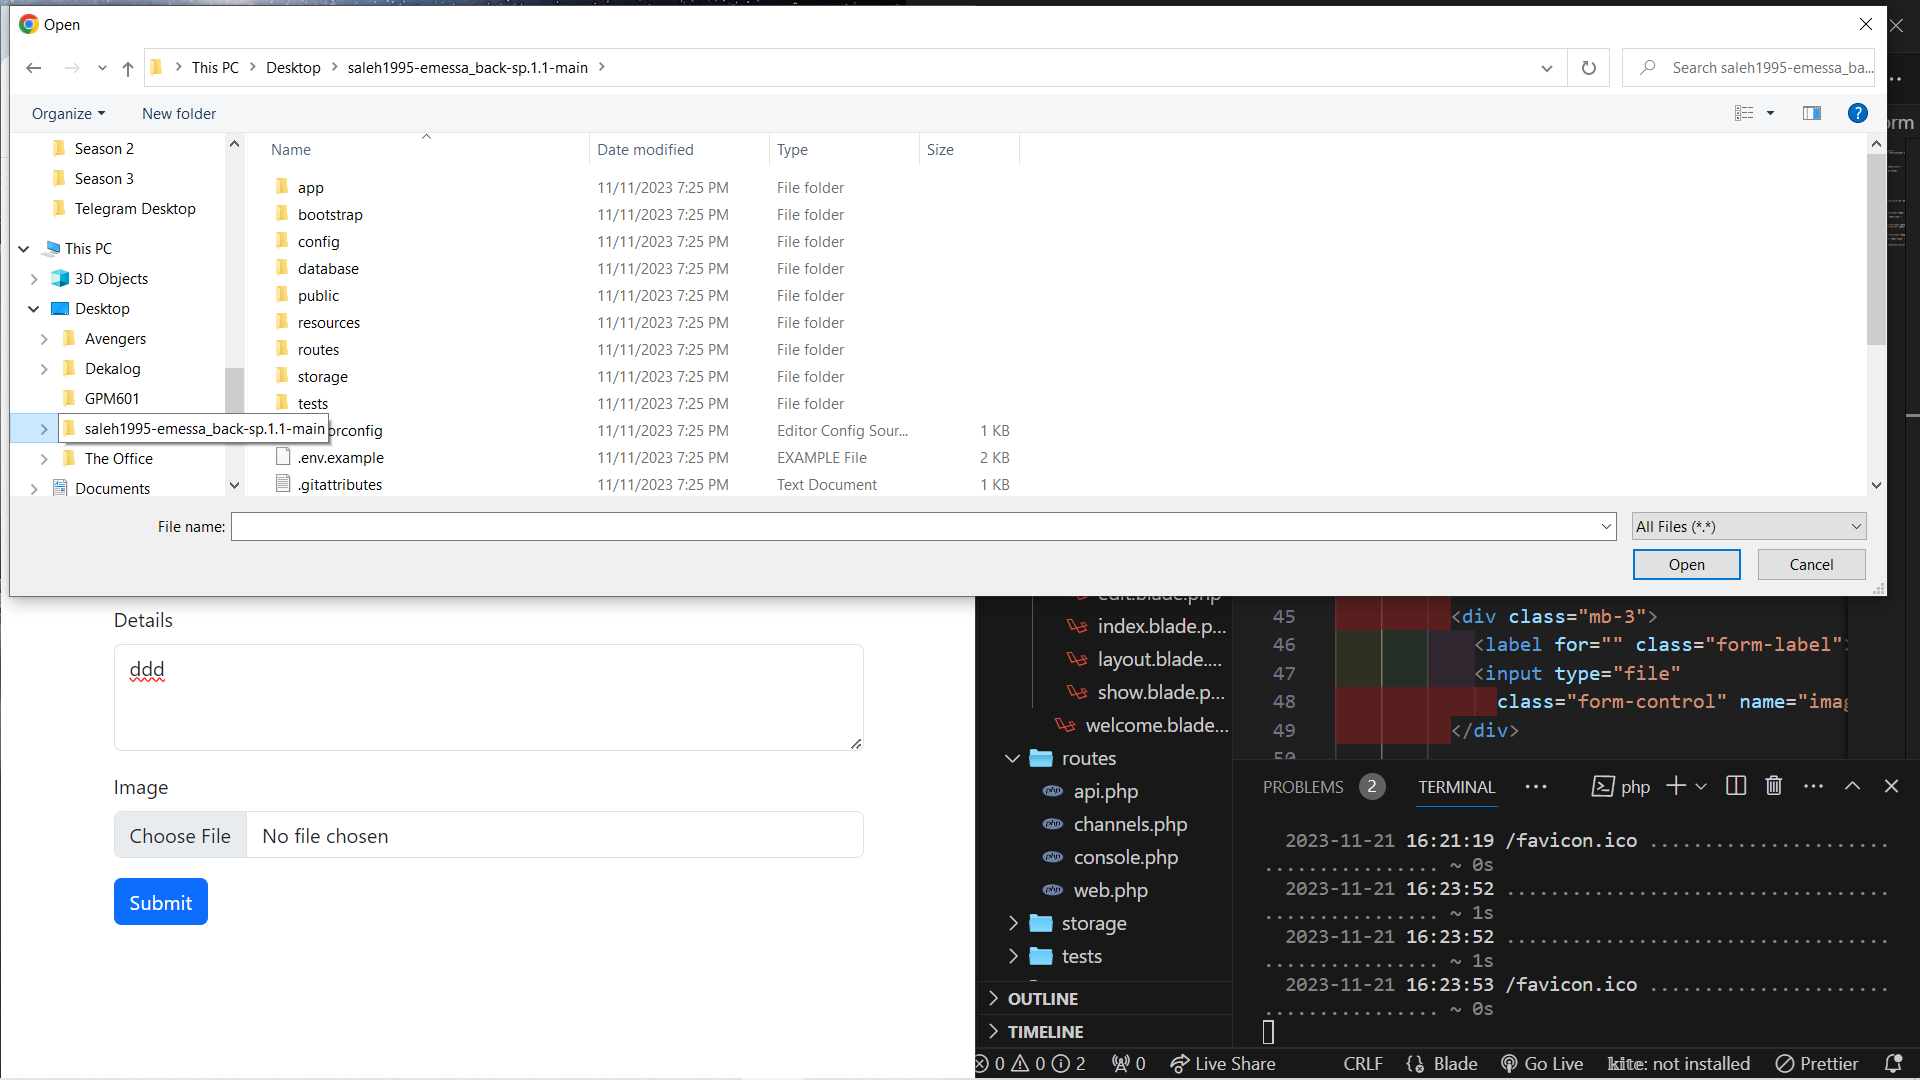 Open
This PC
Desktop
saleh1995-emessa_back-sp.1.1-main
Search saleh1995-emessa_ba...
Organize
New folder
Season 2
Season 3
Telegram Desktop
This PC
3D Objects
Desktop
Avengers
Dekalog
GPM601
saleh1995-emessa_back-sp.1.1-main
The Office
Documents
Name Date modified Type Size
app 11/11/2023 7:25 PM File folder
bootstrap 11/11/2023 7:25 PM File folder
config 11/11/2023 7:25 PM File folder
database 11/11/2023 7:25 PM File folder
public 11/11/2023 7:25 PM File folder
resources 11/11/2023 7:25 PM File folder
routes 11/11/2023 7:25 PM File folder
storage 11/11/2023 7:25 PM File folder
tests 11/11/2023 7:25 PM File folder
orconfig 11/11/2023 7:25 PM Editor Config Sour... 1 KB
.env.example 11/11/2023 7:25 PM EXAMPLE File 2 KB
.gitattributes 11/11/2023 7:25 PM Text Document 1 KB
File name:
All Files (*.*)
Open
Cancel
orm
Details
ddd
Image
Choose File No file chosen
Submit
edit.blade.php
index.blade.p...
layout.blade....
show.blade.p...
welcome.blade...
routes
api.php
channels.php
console.php
web.php
storage
tests
OUTLINE
TIMELINE
45 <div class="mb-3">
46 <label for="" class="form-label"
47 <input type="file"
48 class="form-control" name="ima
49 </div>
50
PROBLEMS 2 TERMINAL ... php
2023-11-21 16:21:19 /favicon.ico ......................
................ ~ 0s
2023-11-21 16:23:52 ..................................
................ ~ 1s
2023-11-21 16:23:52 ..................................
................ ~ 1s
2023-11-21 16:23:53 /favicon.ico ......................
................ ~ 0s
0 0 2 0 Live Share CRLF Blade Go Live kite: not installed Prettier